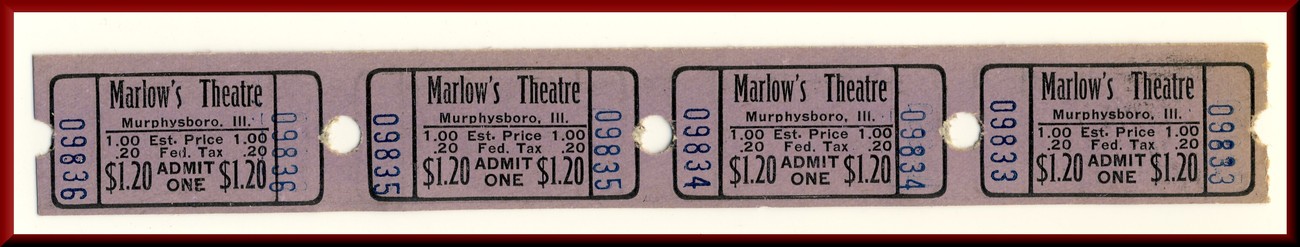 09836
Marlow's Theatre
Murphysboro, Ill.
1.00 Est. Price 1.00
.20 Fed. Tax .20
$1.20 ADMIT ONE $1.20
09836
09835
Marlow's Theatre
Murphysboro, Ill.
1.00 Est. Price 1.00
.20 Fed. Tax .20
$1.20 ADMIT ONE $1.20
09835
09834
Marlow's Theatre
Murphysboro, Ill.
1.00 Est. Price 1.00
.20 Fed. Tax .20
$1.20 ADMIT ONE $1.20
09834
09833
Marlow's Theatre
Murphysboro, Ill.
1.00 Est. Price 1.00
.20 Fed. Tax .20
$1.20 ADMIT ONE $1.20
09833